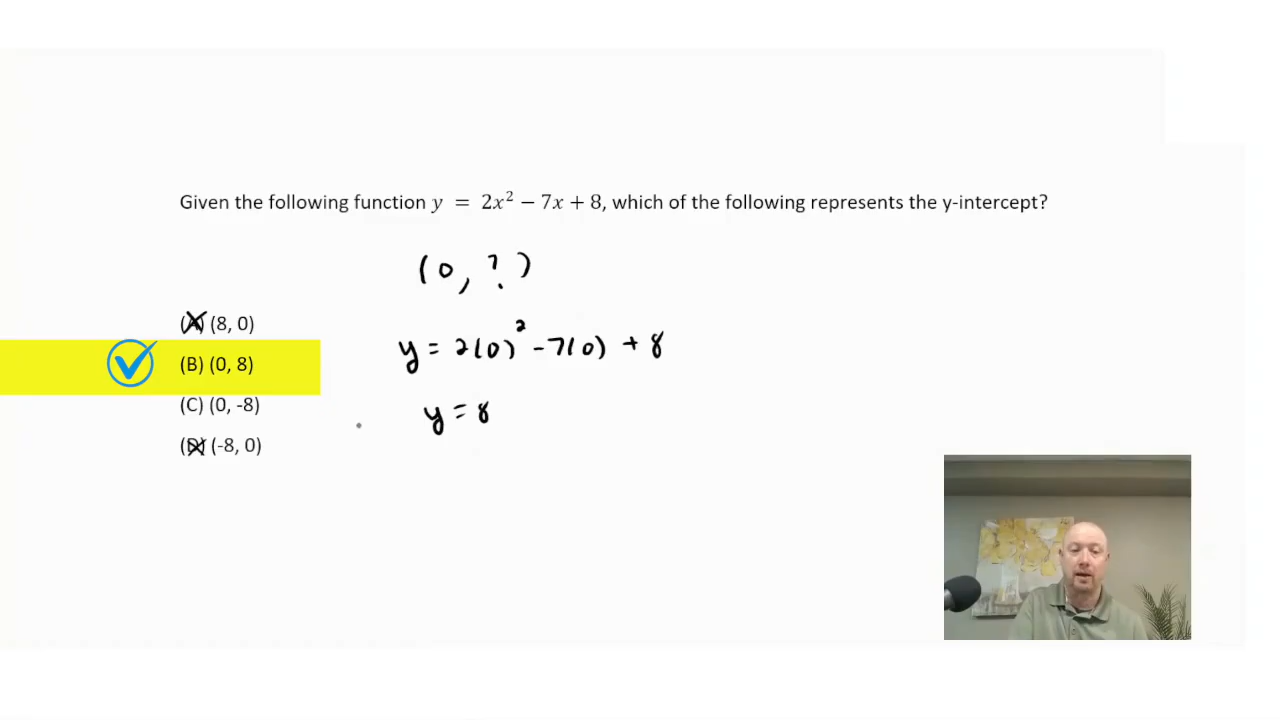 Given the following function y = 2x² − 7x + 8, which of the following represents the y-intercept?
(0, ?)
(A) (8, 0)
y = 2(0)² - 7(0) + 8
(B) (0, 8)
(C) (0, -8)
y = 8
(D) (-8, 0)